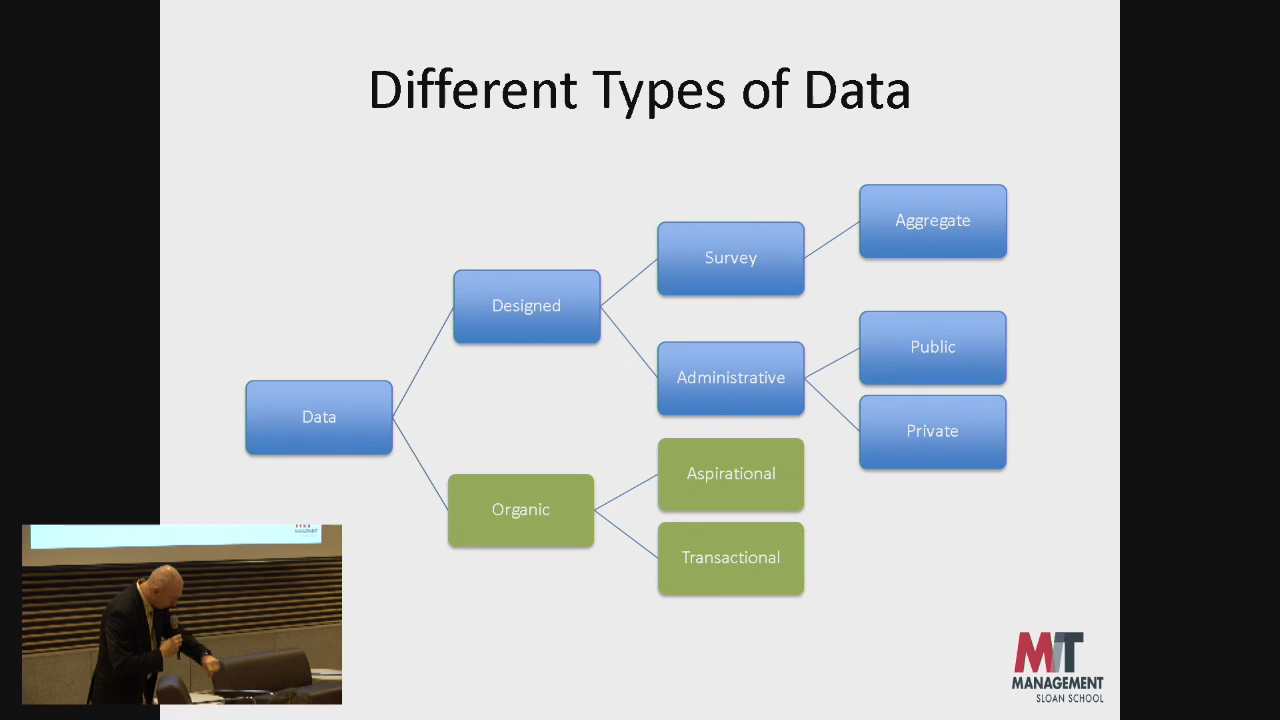 Different Types of Data
Aggregate
Survey
Designed
Public
Administrative
Data
Private
Aspirational
Organic
Transactional
MIT
MANAGEMENT
SLOAN SCHOOL